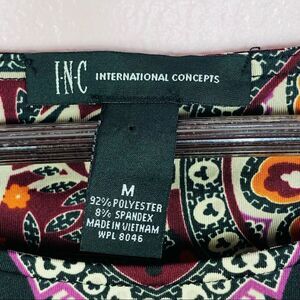 I·N·C INTERNATIONAL CONCEPTS
M
92% POLYESTER
8% SPANDEX
MADE IN VIETNAM
WPL 8046